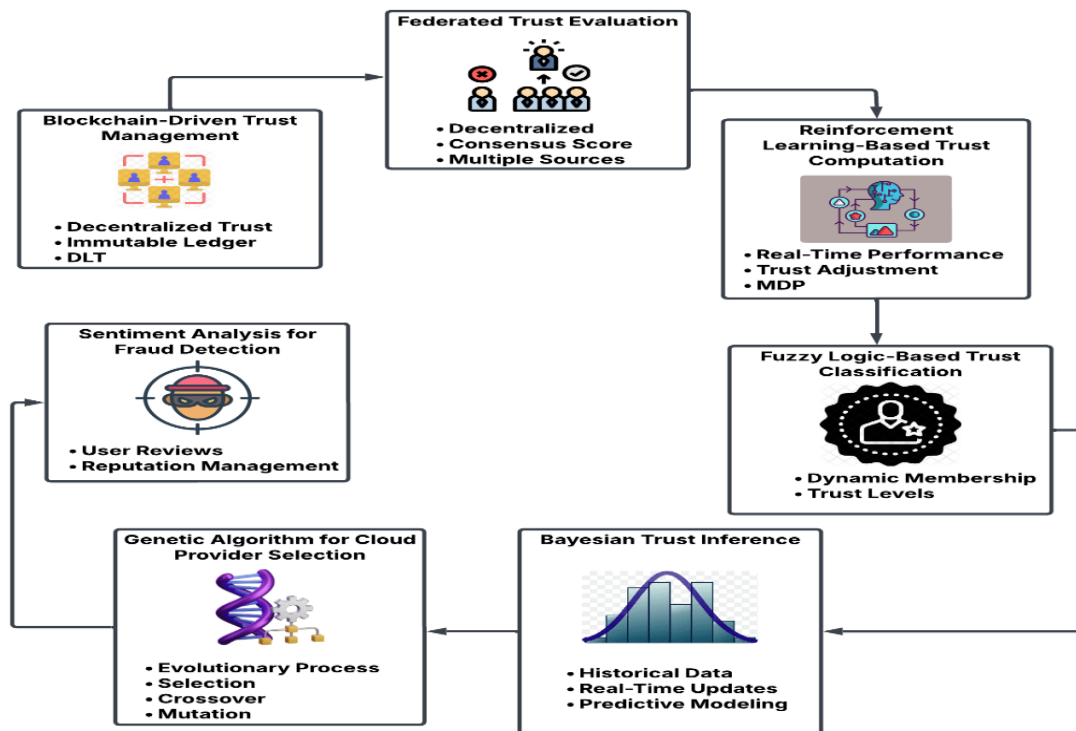 Federated Trust Evaluation
• Decentralized
• Consensus Score
• Multiple Sources
Blockchain-Driven Trust
Management
• Decentralized Trust
• Immutable Ledger
• DLT
Reinforcement
Learning-Based Trust
Computation
• Real-Time Performance
• Trust Adjustment
• MDP
Fuzzy Logic-Based Trust
Classification
• Dynamic Membership
• Trust Levels
Bayesian Trust Inference
• Historical Data
• Real-Time Updates
• Predictive Modeling
Genetic Algorithm for Cloud
Provider Selection
• Evolutionary Process
• Selection
• Crossover
• Mutation
Sentiment Analysis for
Fraud Detection
• User Reviews
• Reputation Management